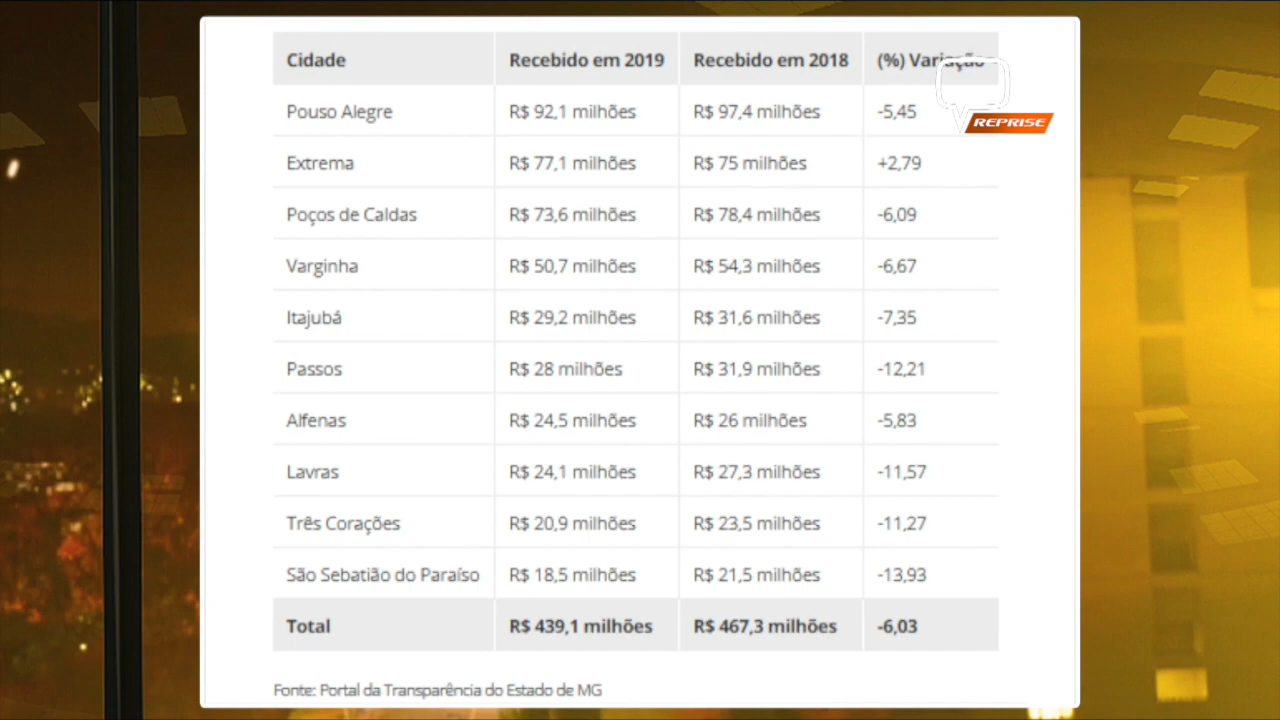 Cidade Recebido em 2019 Recebido em 2018 (%) Variação
REPRISE
Pouso Alegre R$ 92,1 milhões R$ 97,4 milhões -5,45
Extrema R$ 77,1 milhões R$ 75 milhões +2,79
Poços de Caldas R$ 73,6 milhões R$ 78,4 milhões -6,09
Varginha R$ 50,7 milhões R$ 54,3 milhões -6,67
Itajubá R$ 29,2 milhões R$ 31,6 milhões -7,35
Passos R$ 28 milhões R$ 31,9 milhões -12,21
Alfenas R$ 24,5 milhões R$ 26 milhões -5,83
Lavras R$ 24,1 milhões R$ 27,3 milhões -11,57
Três Corações R$ 20,9 milhões R$ 23,5 milhões -11,27
São Sebatião do Paraíso R$ 18,5 milhões R$ 21,5 milhões -13,93
Total R$ 439,1 milhões R$ 467,3 milhões -6,03
Fonte: Portal da Transparência do Estado de MG